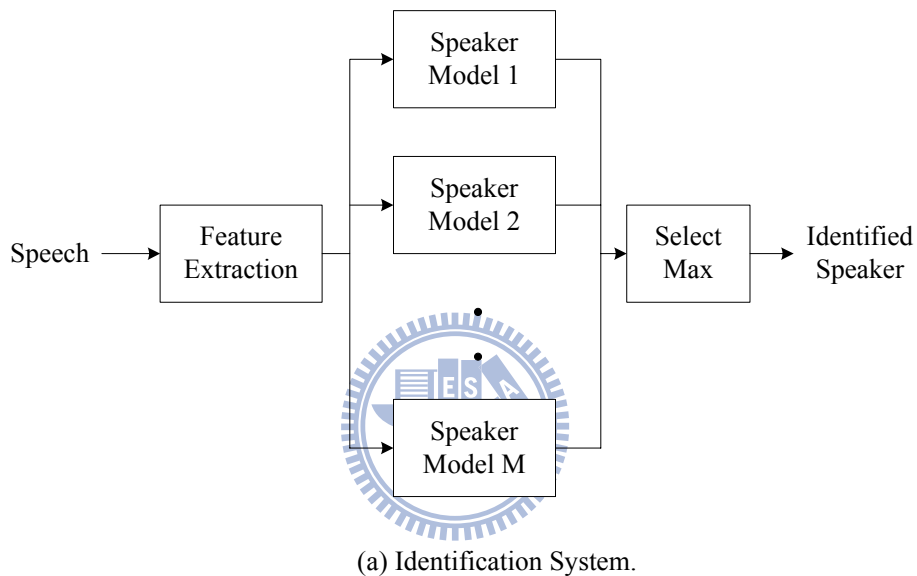 Speaker
Model 1
Speaker
Model 2
Speech
Feature
Extraction
Select
Max
Identified
Speaker
E S A
Speaker
Model M
(a) Identification System.